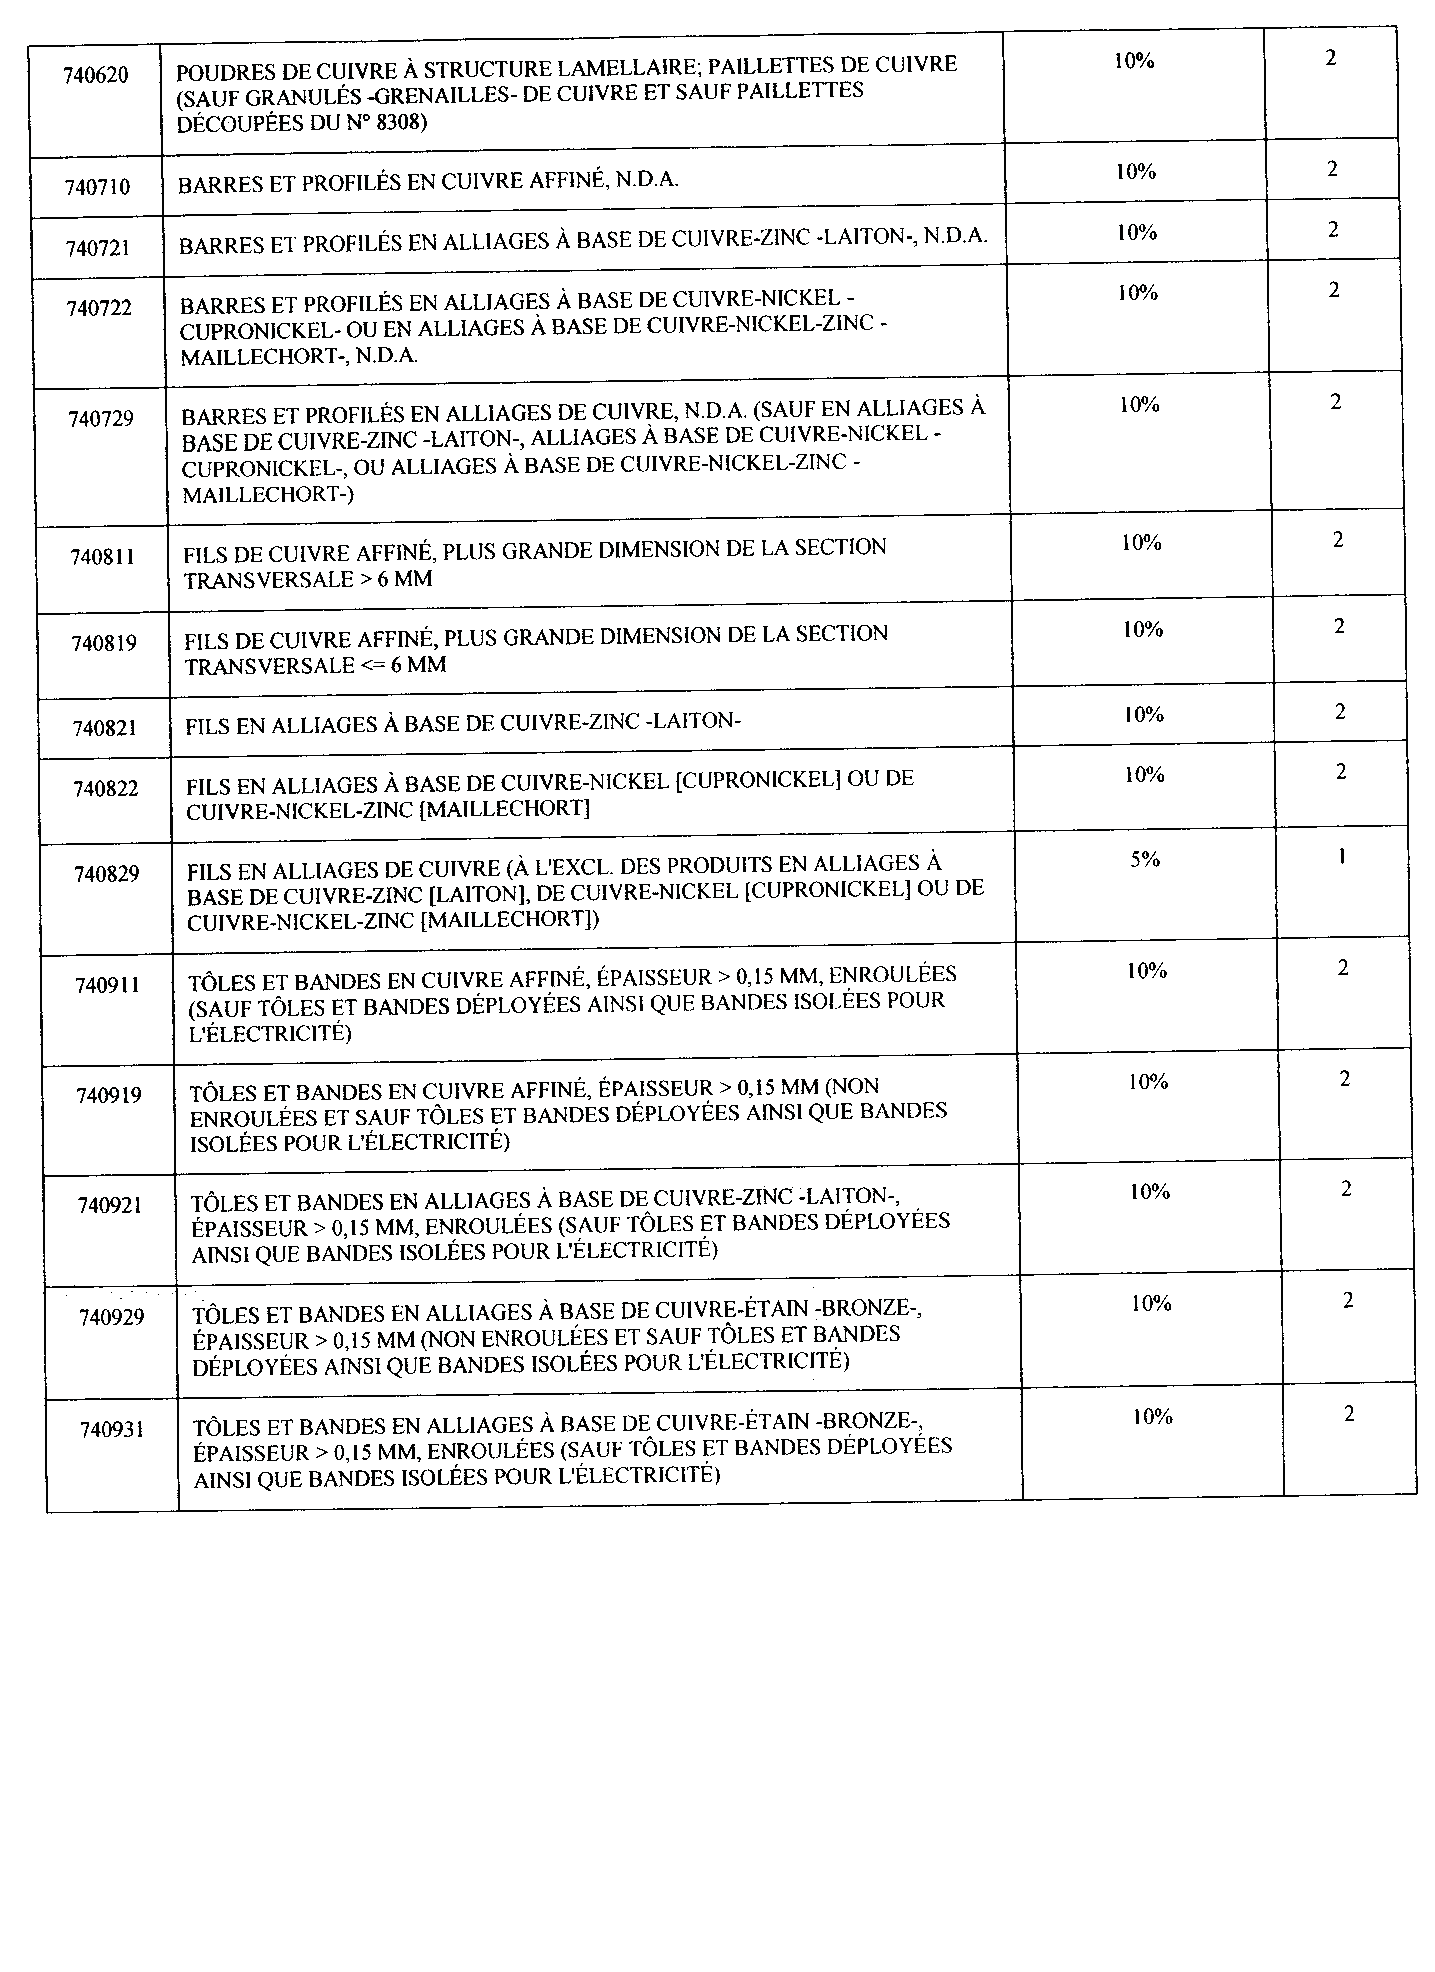 740620 POUDRES DE CUIVRE À STRUCTURE LAMELLAIRE; PAILLETTES DE CUIVRE 10% 2
(SAUF GRANULÉS -GRENAILLES- DE CUIVRE ET SAUF PAILLETTES
DÉCOUPÉES DU N° 8308)
740710 BARRES ET PROFILÉS EN CUIVRE AFFINÉ, N.D.A. 10% 2
740721 BARRES ET PROFILÉS EN ALLIAGES À BASE DE CUIVRE-ZINC -LAITON-, N.D.A. 10% 2
740722 BARRES ET PROFILÉS EN ALLIAGES À BASE DE CUIVRE-NICKEL - 10% 2
CUPRONICKEL- OU EN ALLIAGES À BASE DE CUIVRE-NICKEL-ZINC -
MAILLECHORT-, N.D.A.
740729 BARRES ET PROFILÉS EN ALLIAGES DE CUIVRE, N.D.A. (SAUF EN ALLIAGES À 10% 2
BASE DE CUIVRE-ZINC -LAITON-, ALLIAGES À BASE DE CUIVRE-NICKEL -
CUPRONICKEL-, OU ALLIAGES À BASE DE CUIVRE-NICKEL-ZINC -
MAILLECHORT-)
740811 FILS DE CUIVRE AFFINÉ, PLUS GRANDE DIMENSION DE LA SECTION 10% 2
TRANSVERSALE > 6 MM
740819 FILS DE CUIVRE AFFINÉ, PLUS GRANDE DIMENSION DE LA SECTION 10% 2
TRANSVERSALE <= 6 MM
740821 FILS EN ALLIAGES À BASE DE CUIVRE-ZINC -LAITON- 10% 2
740822 FILS EN ALLIAGES À BASE DE CUIVRE-NICKEL [CUPRONICKEL] OU DE 10% 2
CUIVRE-NICKEL-ZINC [MAILLECHORT]
740829 FILS EN ALLIAGES DE CUIVRE (À L'EXCL. DES PRODUITS EN ALLIAGES À 5% 1
BASE DE CUIVRE-ZINC [LAITON], DE CUIVRE-NICKEL [CUPRONICKEL] OU DE
CUIVRE-NICKEL-ZINC [MAILLECHORT])
740911 TÔLES ET BANDES EN CUIVRE AFFINÉ, ÉPAISSEUR > 0,15 MM, ENROULÉES 10% 2
(SAUF TÔLES ET BANDES DÉPLOYÉES AINSI QUE BANDES ISOLÉES POUR
L'ÉLECTRICITÉ)
740919 TÔLES ET BANDES EN CUIVRE AFFINÉ, ÉPAISSEUR > 0,15 MM (NON 10% 2
ENROULÉES ET SAUF TÔLES ET BANDES DÉPLOYÉES AINSI QUE BANDES
ISOLÉES POUR L'ÉLECTRICITÉ)
740921 TÔLES ET BANDES EN ALLIAGES À BASE DE CUIVRE-ZINC -LAITON-, 10% 2
ÉPAISSEUR > 0,15 MM, ENROULÉES (SAUF TÔLES ET BANDES DÉPLOYÉES
AINSI QUE BANDES ISOLÉES POUR L'ÉLECTRICITÉ)
740929 TÔLES ET BANDES EN ALLIAGES À BASE DE CUIVRE-ÉTAIN -BRONZE-, 10% 2
ÉPAISSEUR > 0,15 MM (NON ENROULÉES ET SAUF TÔLES ET BANDES
DÉPLOYÉES AINSI QUE BANDES ISOLÉES POUR L'ÉLECTRICITÉ)
740931 TÔLES ET BANDES EN ALLIAGES À BASE DE CUIVRE-ÉTAIN -BRONZE-, 10% 2
ÉPAISSEUR > 0,15 MM, ENROULÉES (SAUF TÔLES ET BANDES DÉPLOYÉES
AINSI QUE BANDES ISOLÉES POUR L'ÉLECTRICITÉ)